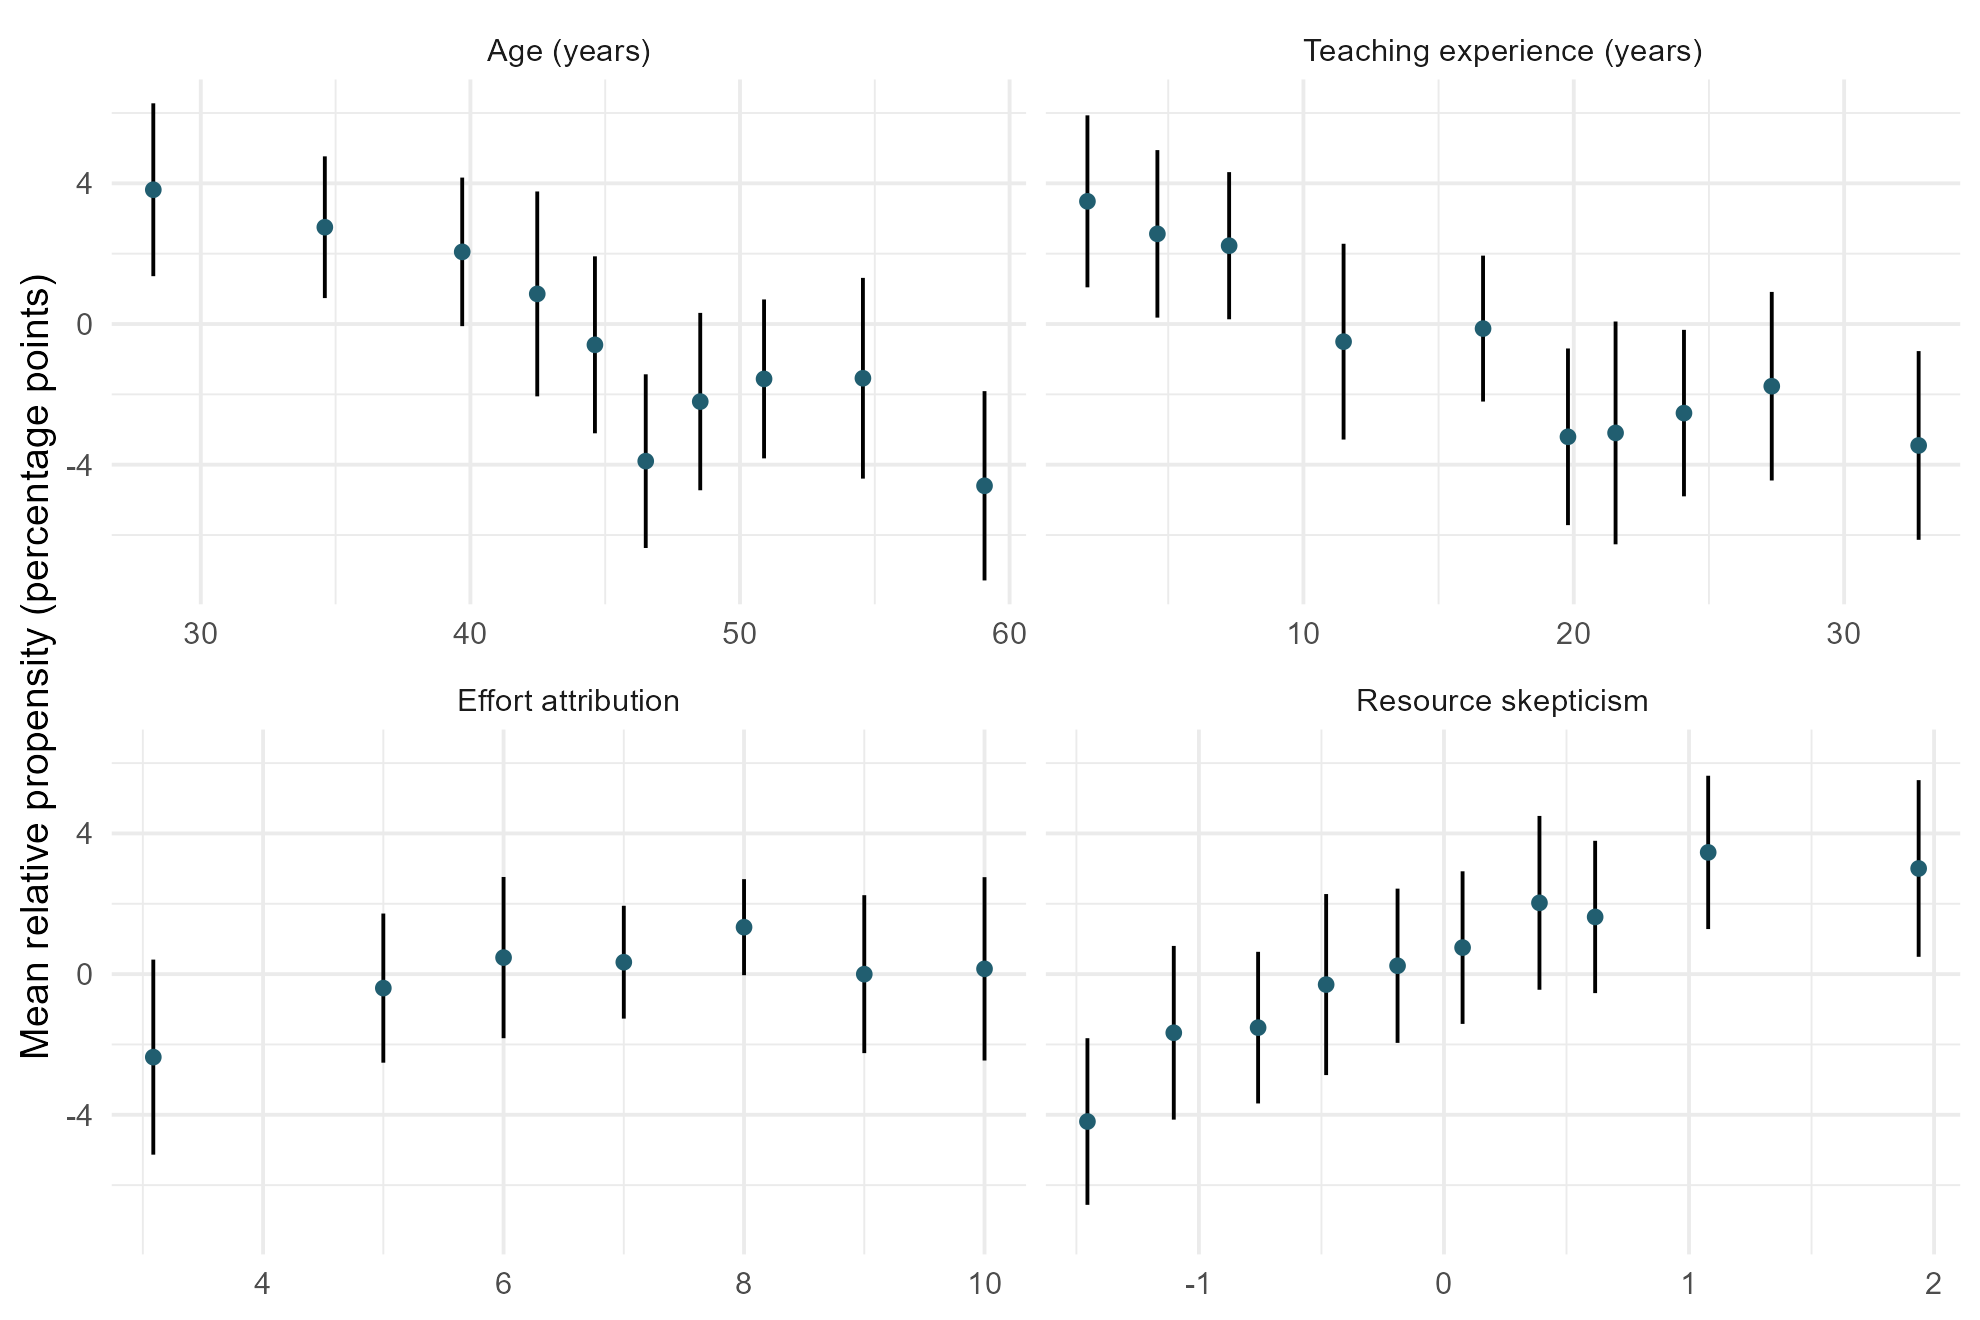 Mean relative propensity (percentage points)
Age (years)
Teaching experience (years)
4
0
-4
30 40 50 60
10 20 30
Effort attribution
Resource skepticism
4
0
-4
4 6 8 10
-1 0 1 2